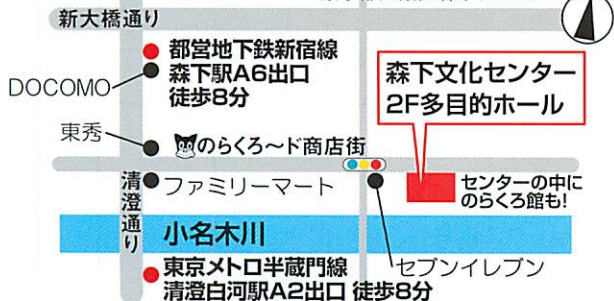 新大橋通り
都営地下鉄新宿線
森下駅A6出口
徒歩8分
DOCOMO
森下文化センター
2F多目的ホール
東秀
のらくろ〜ド商店街
清澄通り
ファミリーマート
センターの中に
のらくろ館も!
小名木川
東京メトロ半蔵門線
清澄白河駅A2出口 徒歩8分
セブンイレブン